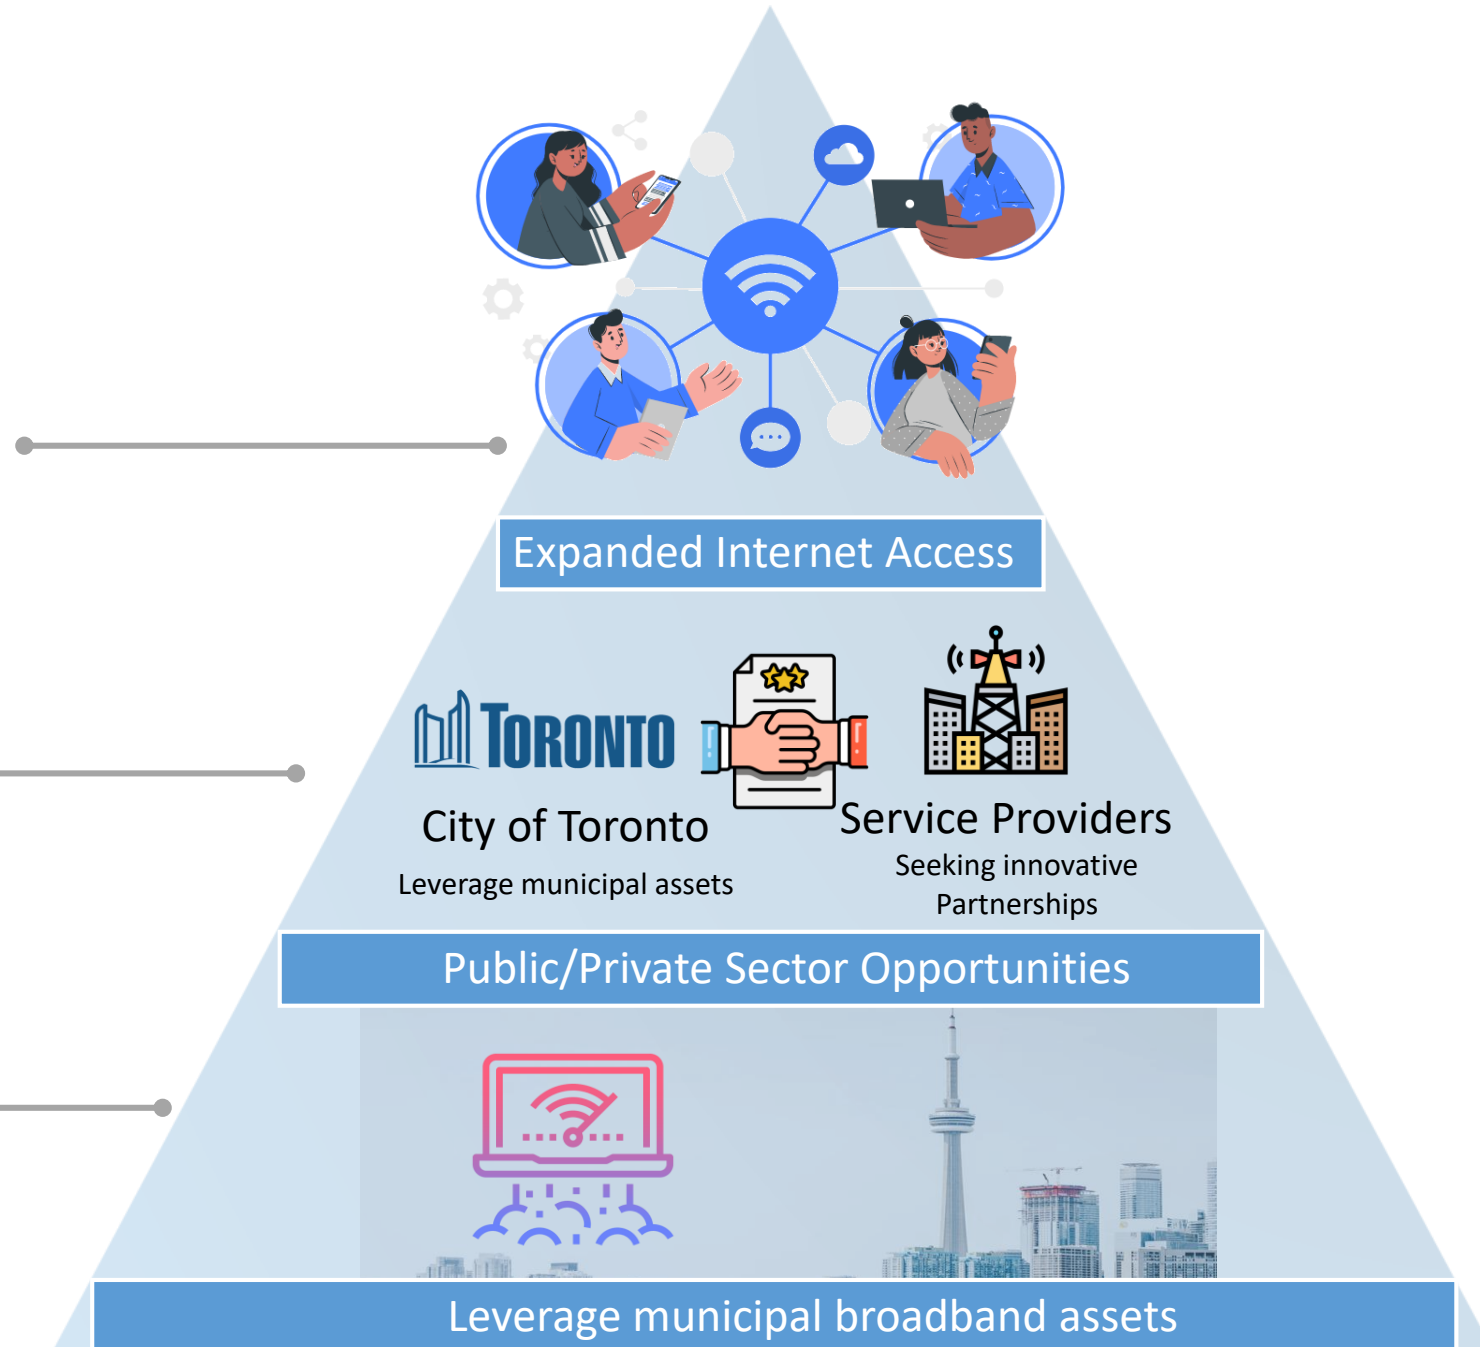 Expanded Internet Access
TORONTO
City of Toronto
Leverage municipal assets
Service Providers
Seeking innovative
Partnerships
Public/Private Sector Opportunities
Leverage municipal broadband assets